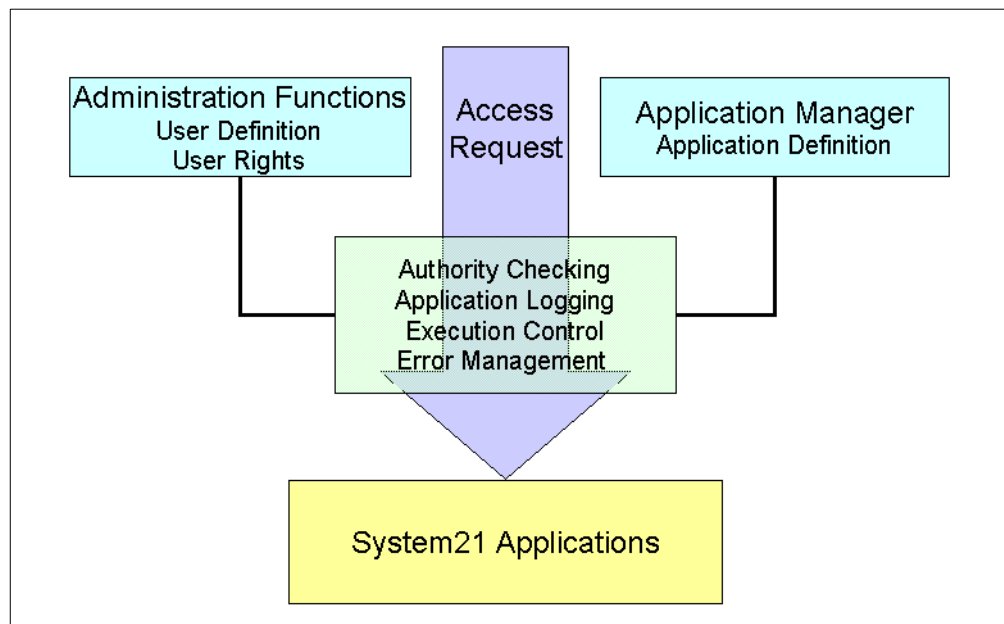 Administration Functions
User Definition
User Rights
Access
Request
Application Manager
Application Definition
Authority Checking
Application Logging
Execution Control
Error Management
System21 Applications